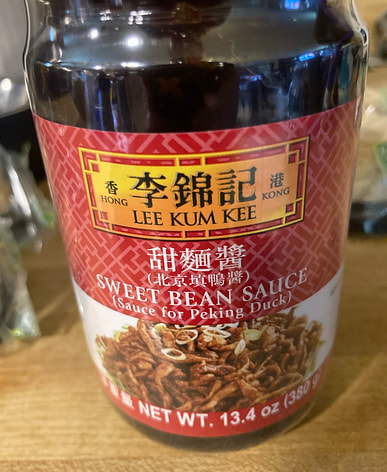 香 李錦記 港
HONG LEE KUM KEE KONG
甜麵醬
(北京填鴨醬)
SWEET BEAN SAUCE
(Sauce for Peking Duck)
NET WT. 13.4 oz (380 g)